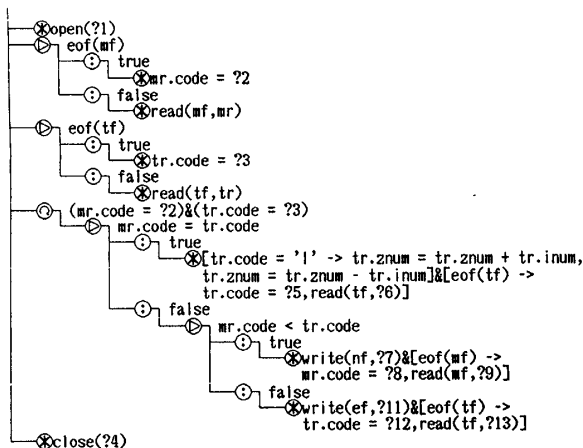 open(?1)
eof(mf)
true
mr.code = ?2
false
read(mf,mr)
eof(tf)
true
tr.code = ?3
false
read(tf,tr)
(mr.code = ?2)&(tr.code = ?3)
mr.code = tr.code
true
[tr.code = '|' -> tr.znum = tr.znum + tr.inum,
tr.znum = tr.znum - tr.inum]&[eof(tf) ->
tr.code = ?5,read(tf,?6)]
false
mr.code < tr.code
true
write(nf,?7)&[eof(mf) ->
mr.code = ?8,read(mf,?9)]
false
write(ef,?11)&[eof(tf) ->
tr.code = ?12,read(tf,?13)]
close(?4)